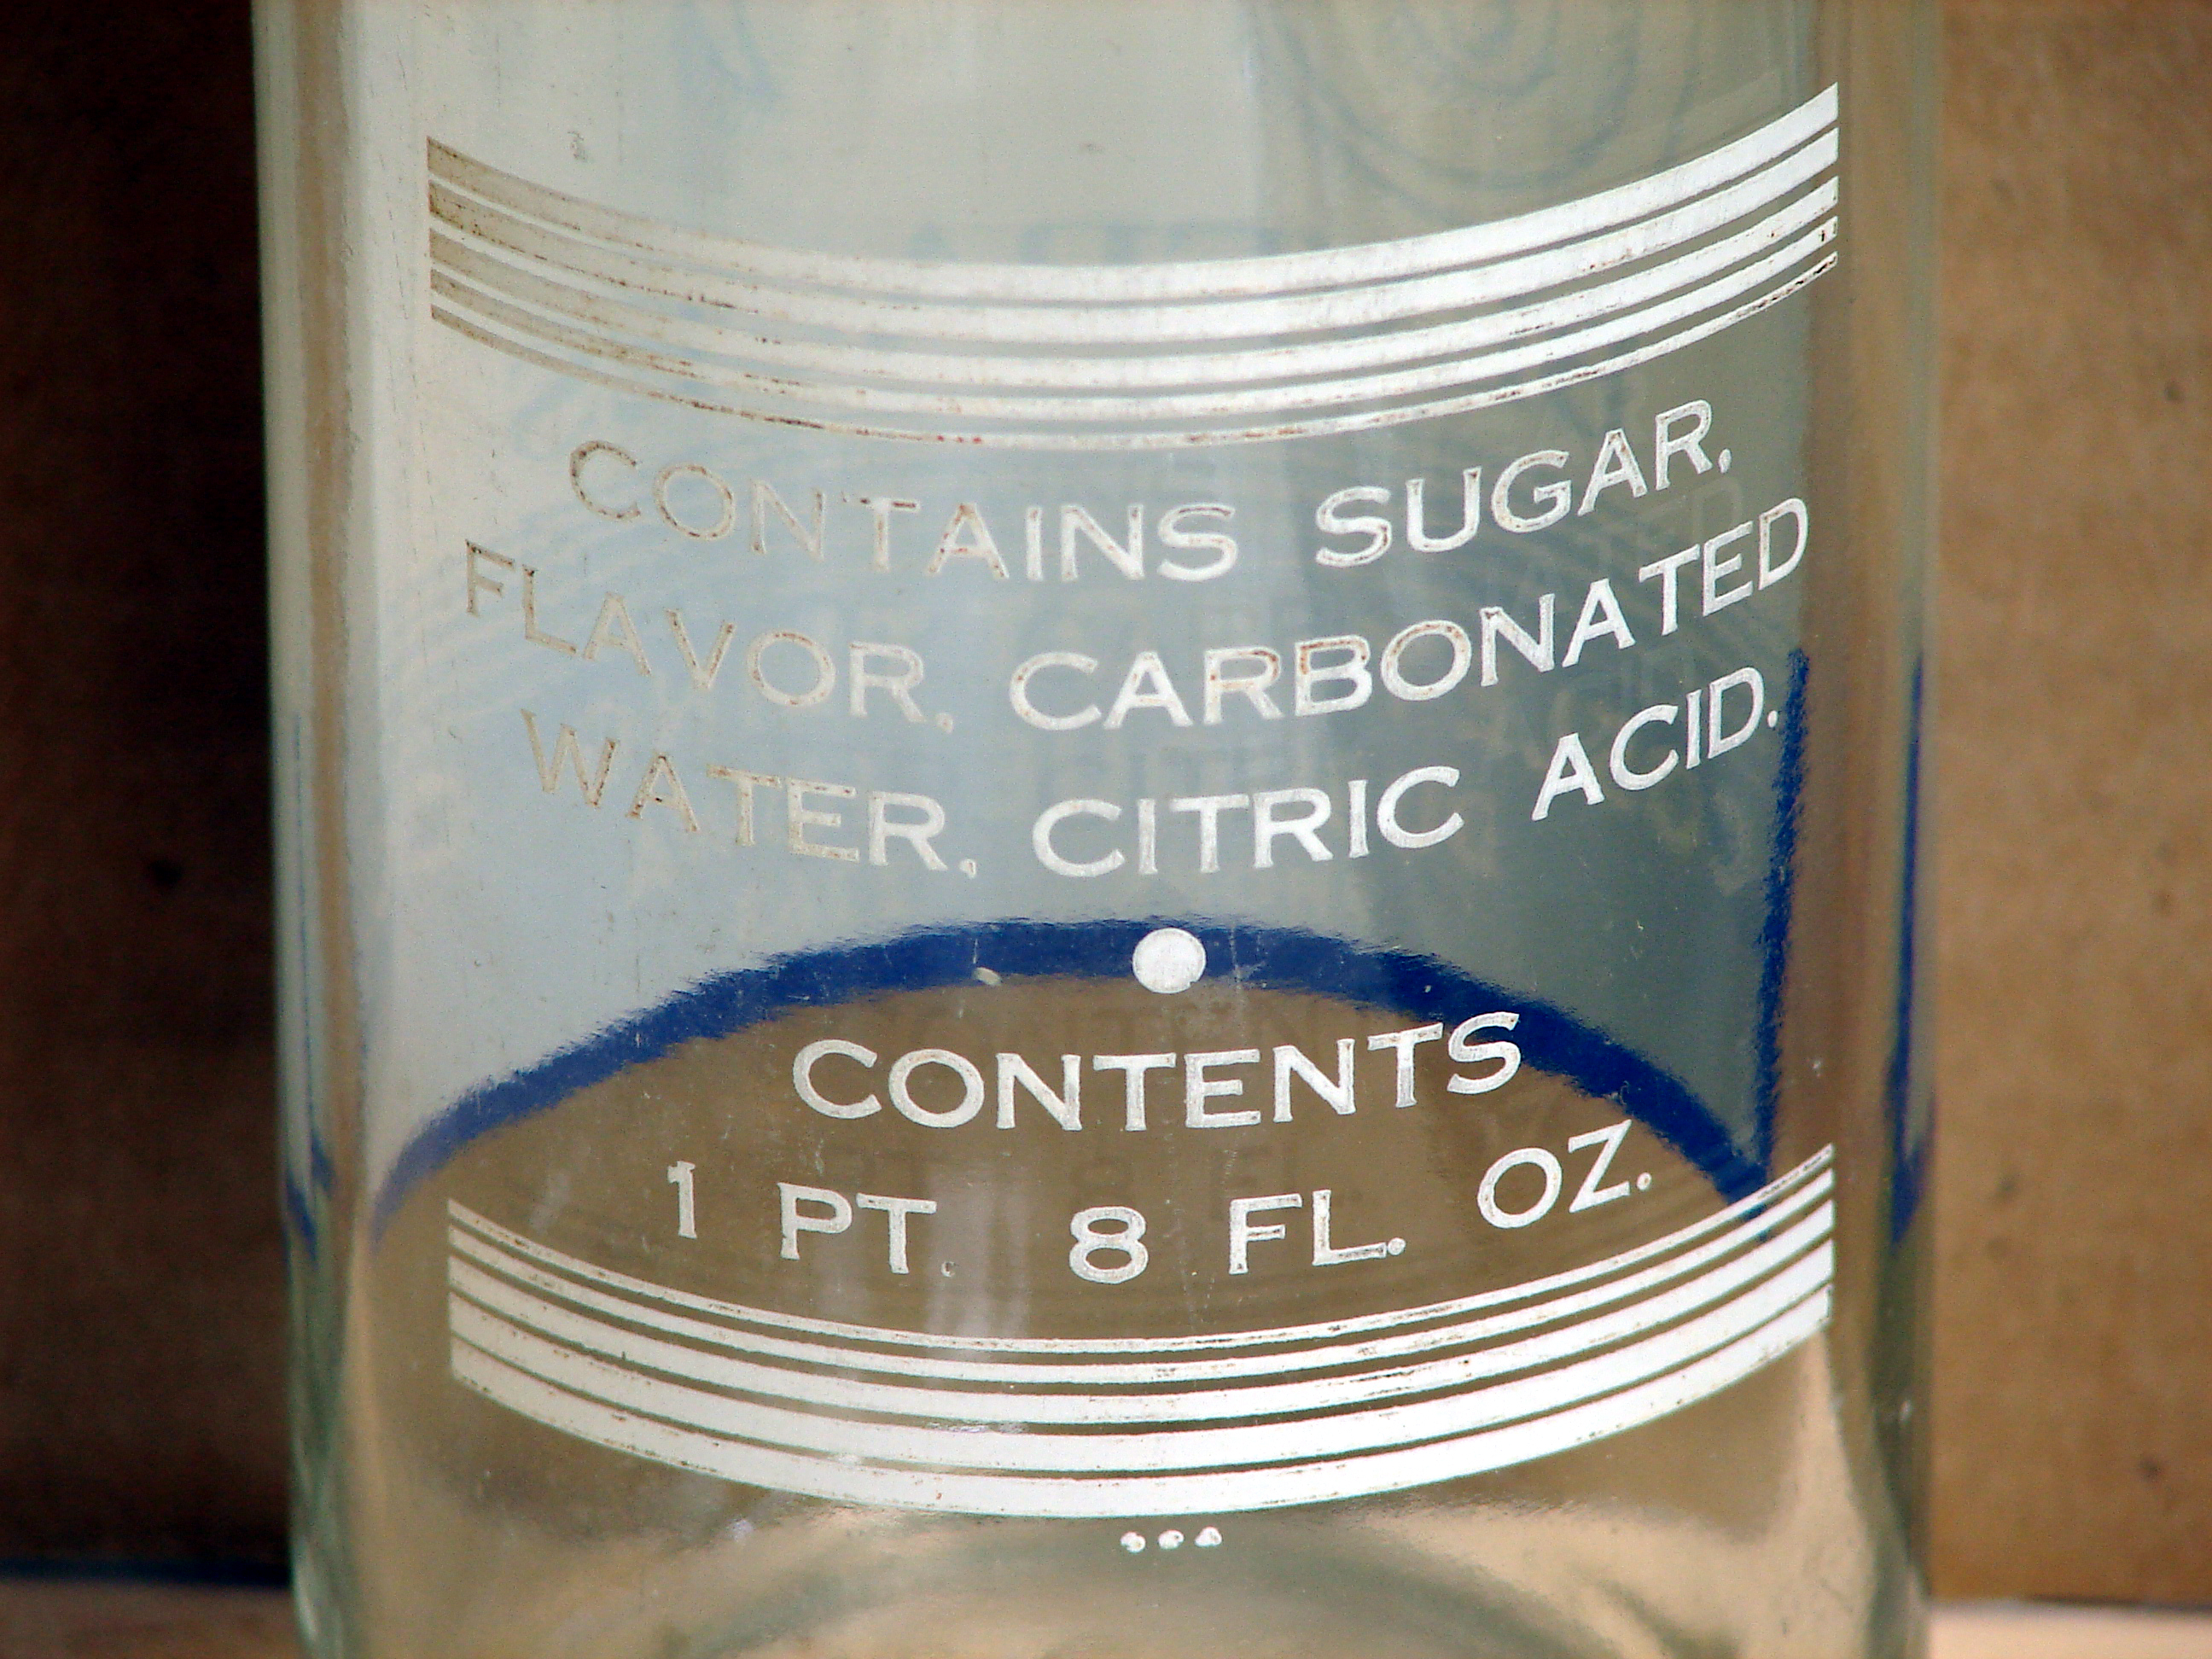 CONTAINS SUGAR,
FLAVOR, CARBONATED
WATER, CITRIC ACID.
CONTENTS
1 PT. 8 FL. OZ.